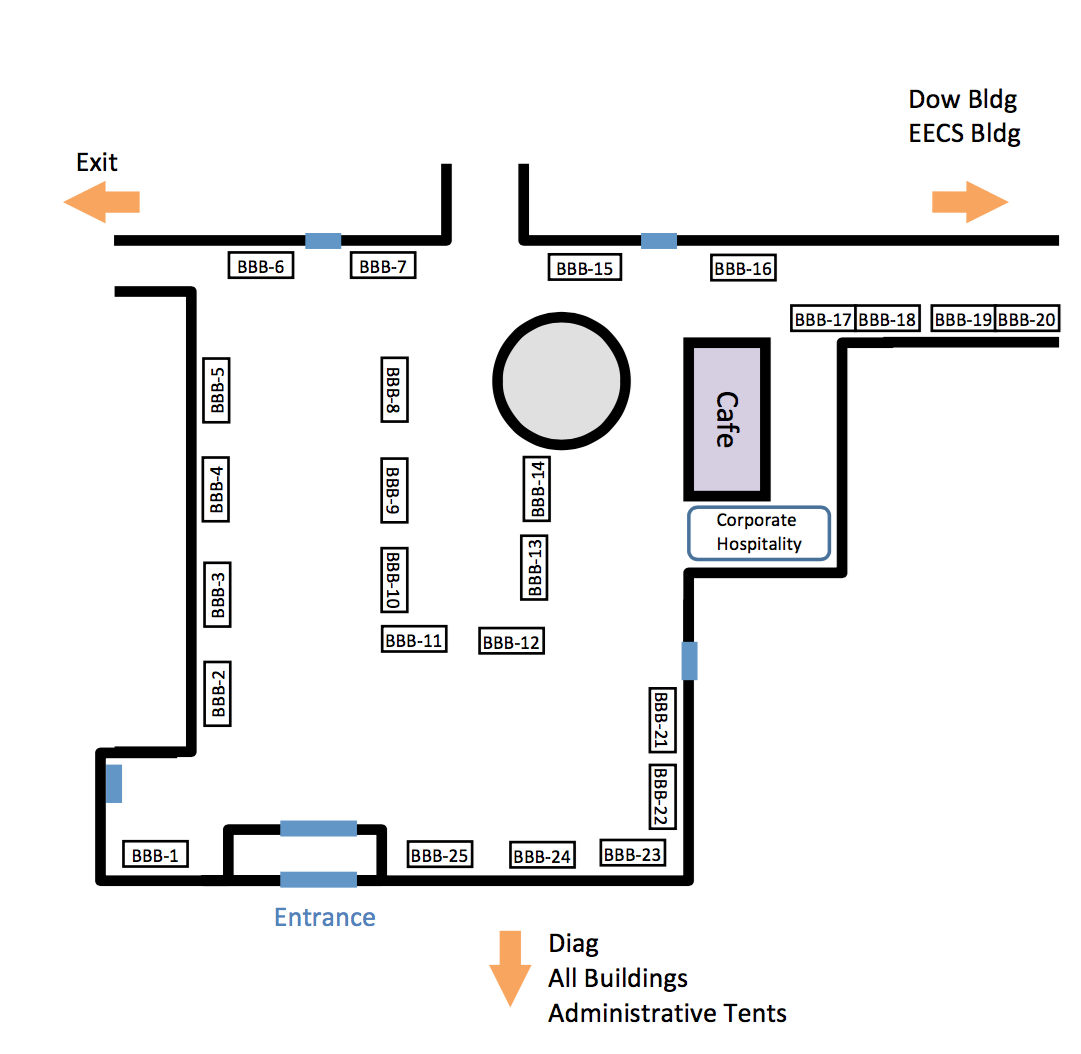 Dow Bldg
EECS Bldg
Exit
BBB-6
BBB-7
BBB-15
BBB-16
BBB-17
BBB-18
BBB-19
BBB-20
BBB-5
BBB-8
Cafe
BBB-4
BBB-9
BBB-14
Corporate
Hospitality
BBB-3
BBB-10
BBB-13
BBB-11
BBB-12
BBB-2
BBB-21
BBB-22
BBB-1
BBB-25
BBB-24
BBB-23
Entrance
Diag
All Buildings
Administrative Tents